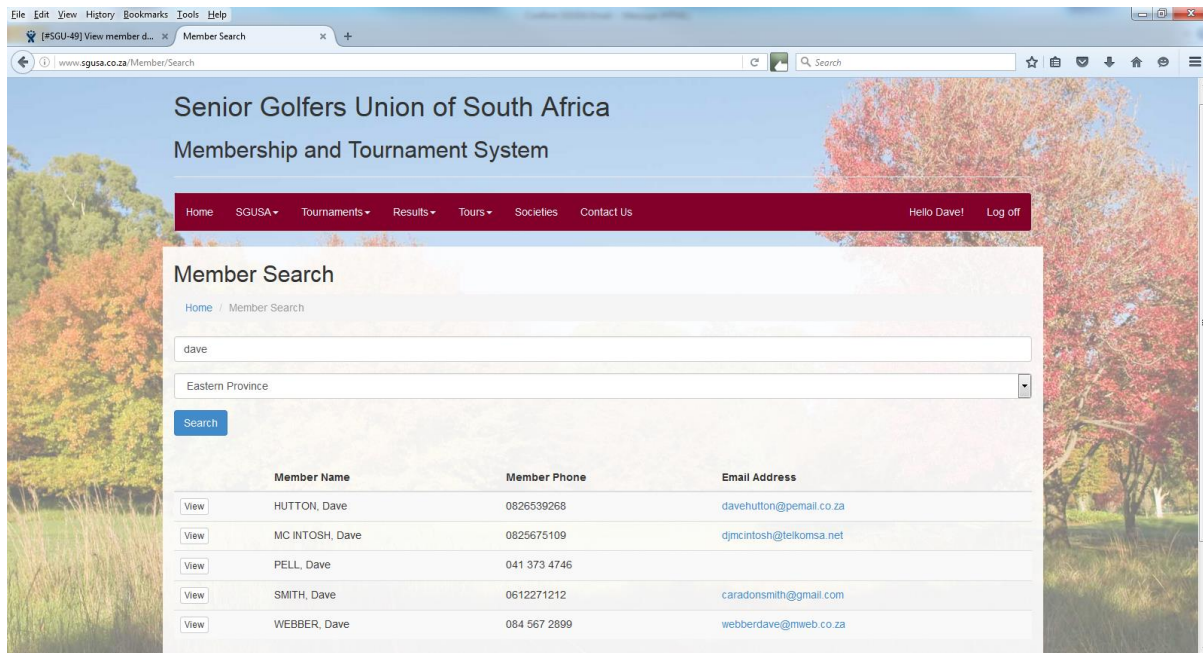 File Edit View History Bookmarks Tools Help
[#SGU-49] View member d... × Member Search × +
www.sgusa.co.za/Member/Search Search
Senior Golfers Union of South Africa
Membership and Tournament System
Home SGUSA Tournaments Results Tours Societies Contact Us Hello Dave! Log off
Member Search
Home / Member Search
dave
Eastern Province
Search
Member Name Member Phone Email Address
View HUTTON, Dave 0826539268 davehutton@pemail.co.za
View MC INTOSH, Dave 0825675109 djmcintosh@telkomsa.net
View PELL, Dave 041 373 4746
View SMITH, Dave 0612271212 caradonsmith@gmail.com
View WEBBER, Dave 084 567 2899 webberdave@mweb.co.za